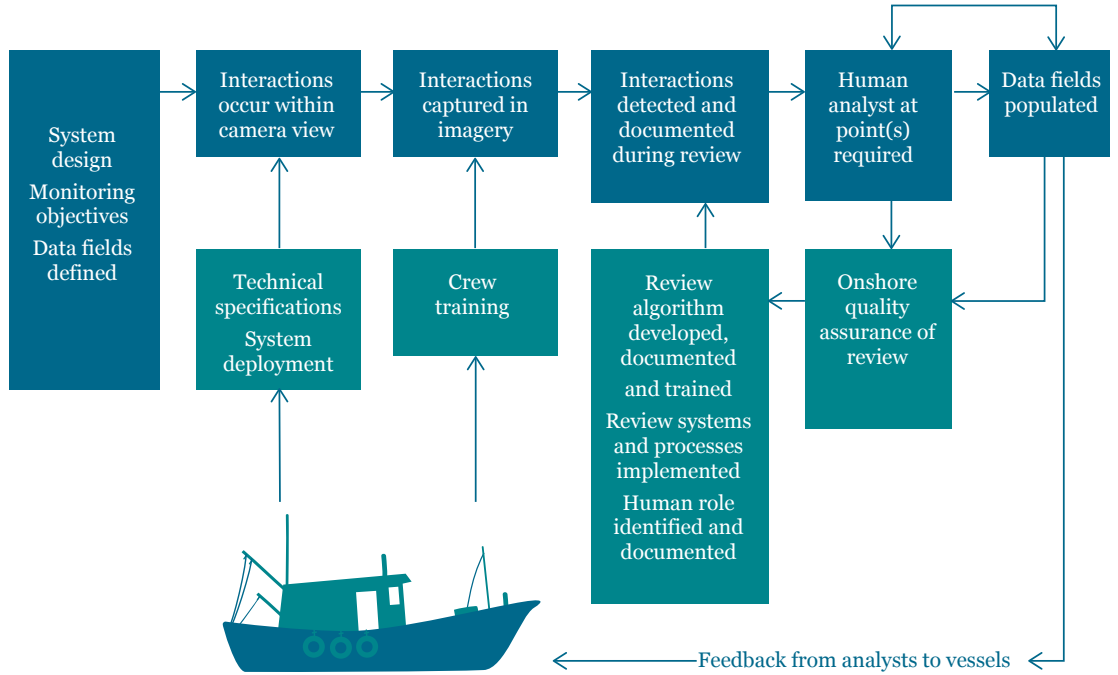 System
design
Monitoring
objectives
Data fields
defined
Interactions
occur within
camera view
Interactions
captured in
imagery
Interactions
detected and
documented
during review
Human
analyst at
point(s)
required
Data fields
populated
Technical
specifications
System
deployment
Crew
training
Review
algorithm
developed,
documented
and trained
Review systems
and processes
implemented
Human role
identified and
documented
Onshore
quality
assurance of
review
Feedback from analysts to vessels